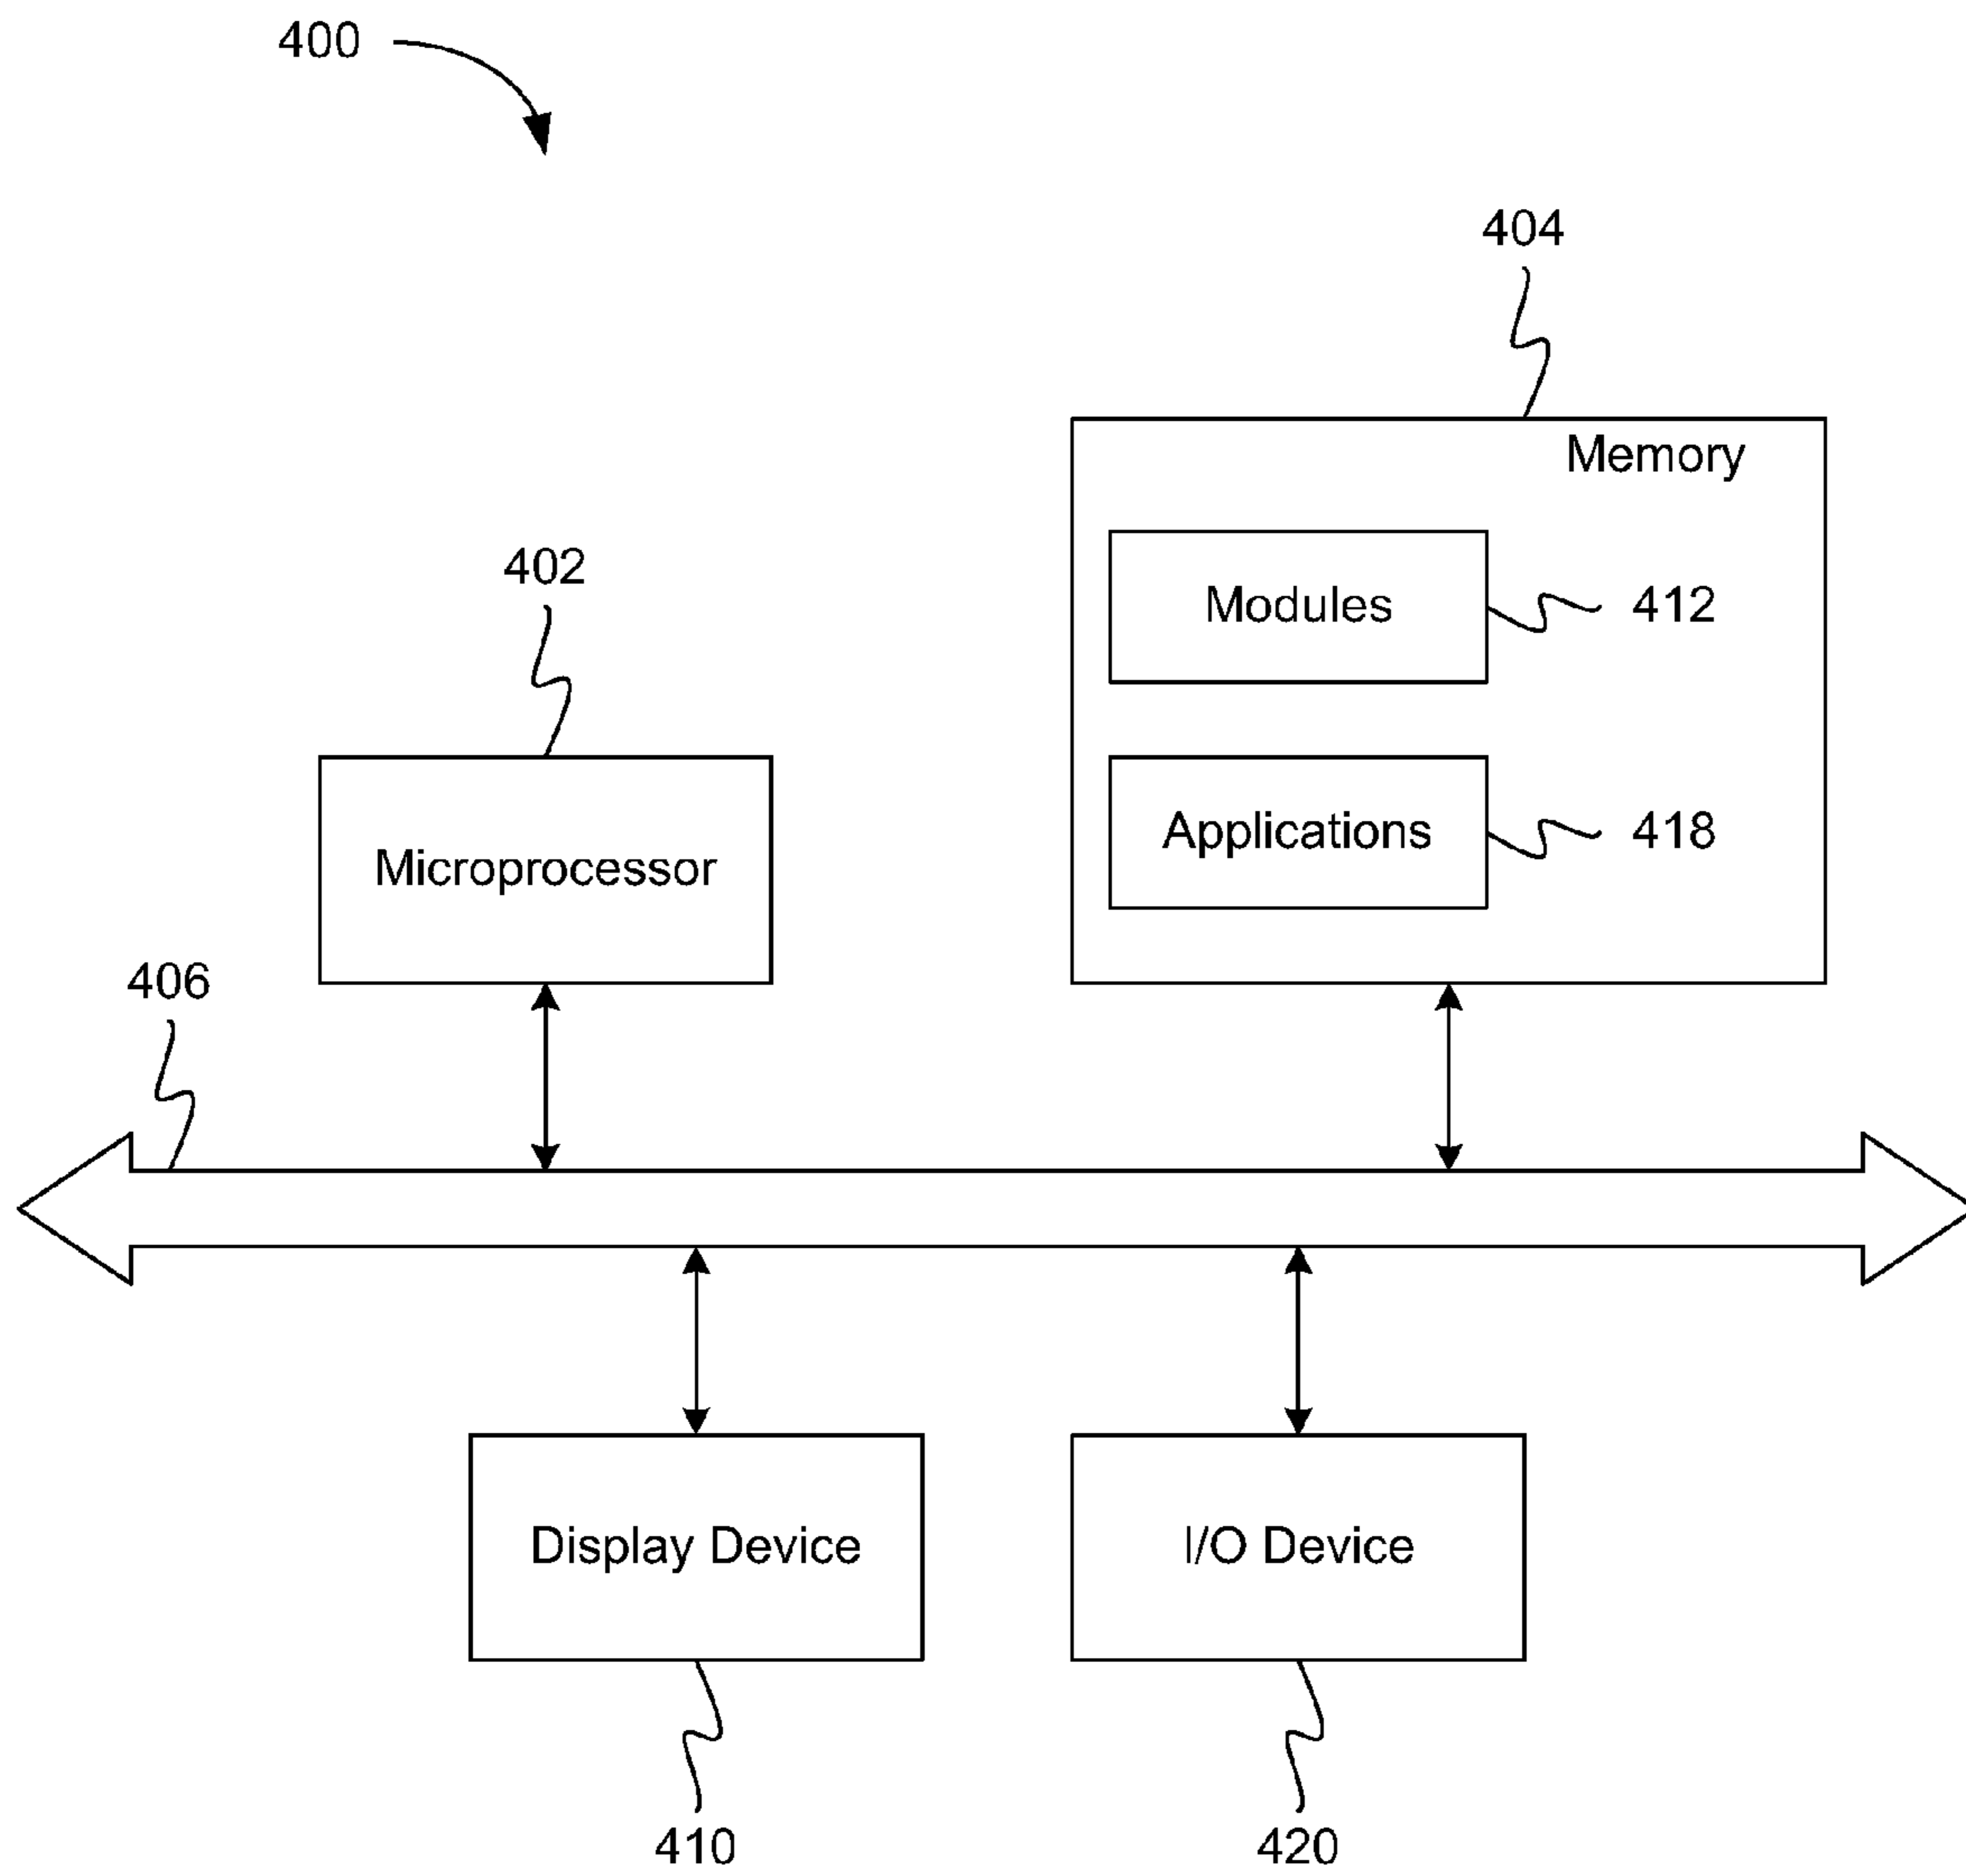 400
404
Memory
402
Modules
412
Applications
418
Microprocessor
406
Display Device
I/O Device
410
420